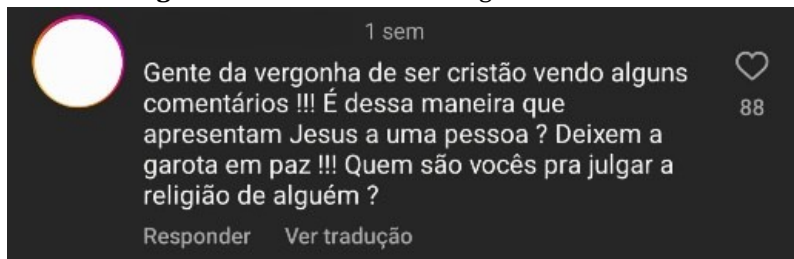 1 sem
Gente da vergonha de ser cristão vendo alguns
comentários !!! É dessa maneira que
apresentam Jesus a uma pessoa ? Deixem a
garota em paz !!! Quem são vocês pra julgar a
religião de alguém ?
88
Responder Ver tradução